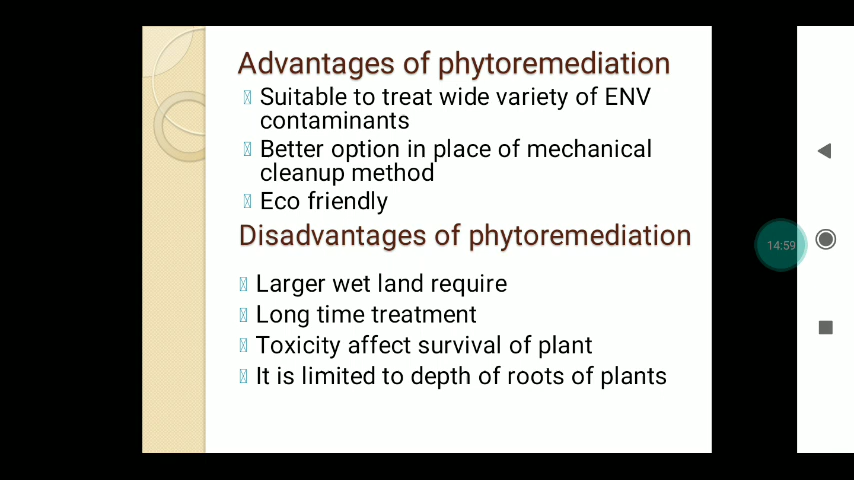 Advantages of phytoremediation
Suitable to treat wide variety of ENV
contaminants
Better option in place of mechanical
cleanup method
Eco friendly
Disadvantages of phytoremediation
Larger wet land require
Long time treatment
Toxicity affect survival of plant
It is limited to depth of roots of plants
14:59